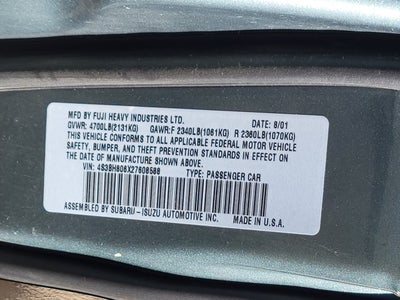 MFD BY FUJI HEAVY INDUSTRIES LTD. DATE: 8/01
GVWR: 4700LB(2131KG) GAWR:F 2340LB(1061KG) R 2360LB(1070KG)
THIS VEHICLE CONFORMS TO ALL APPLICABLE FEDERAL MOTOR VEHICLE
SAFETY, BUMPER, AND THEFT PREVENTION STANDARDS IN EFFECT ON
THE DATE OF MANUFACTURE SHOWN ABOVE.
VIN: 4S3BH806X27606588 TYPE: PASSENGER CAR
ASSEMBLED BY SUBARU-ISUZU AUTOMOTIVE INC. MADE IN U.S.A.